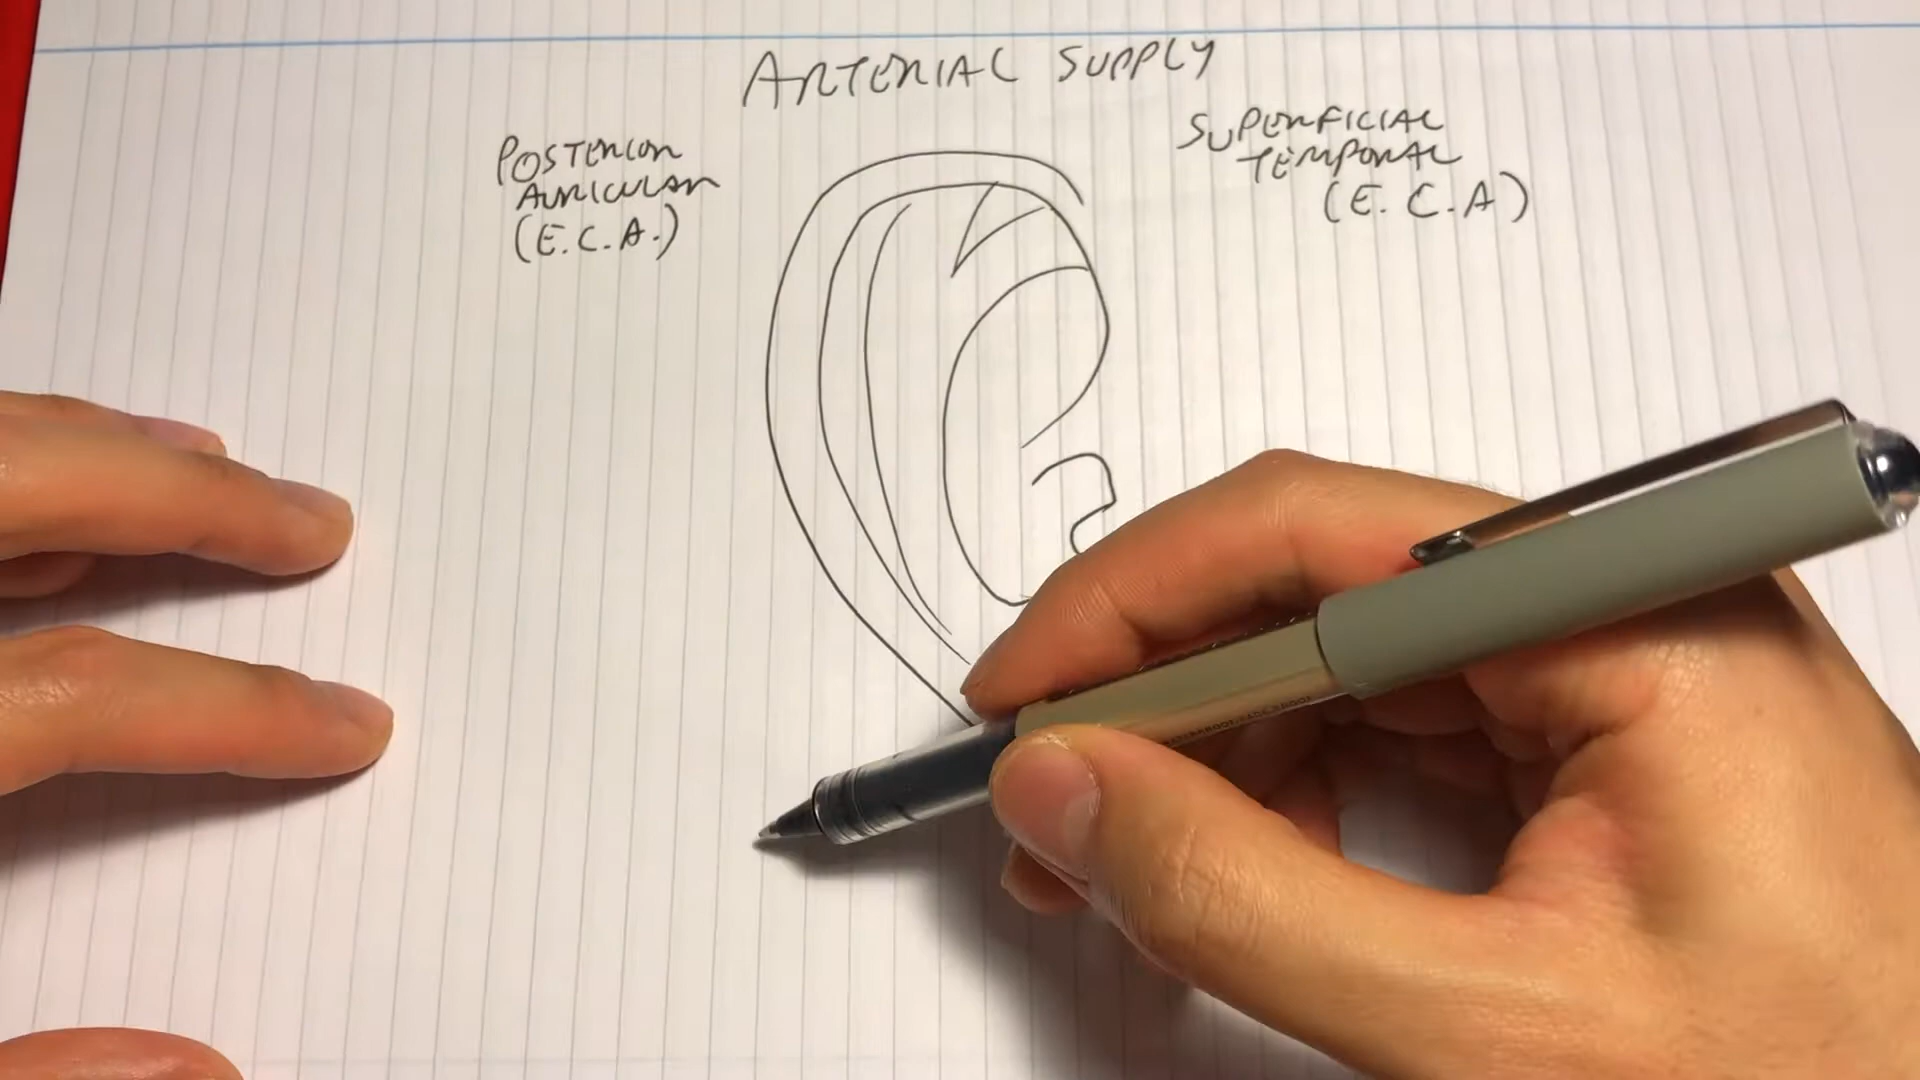 ARTERIAL SUPPLY
POSTERIOR
AURICULAR
(E.C.A.)
SUPERFICIAL
TEMPORAL
(E.C.A)